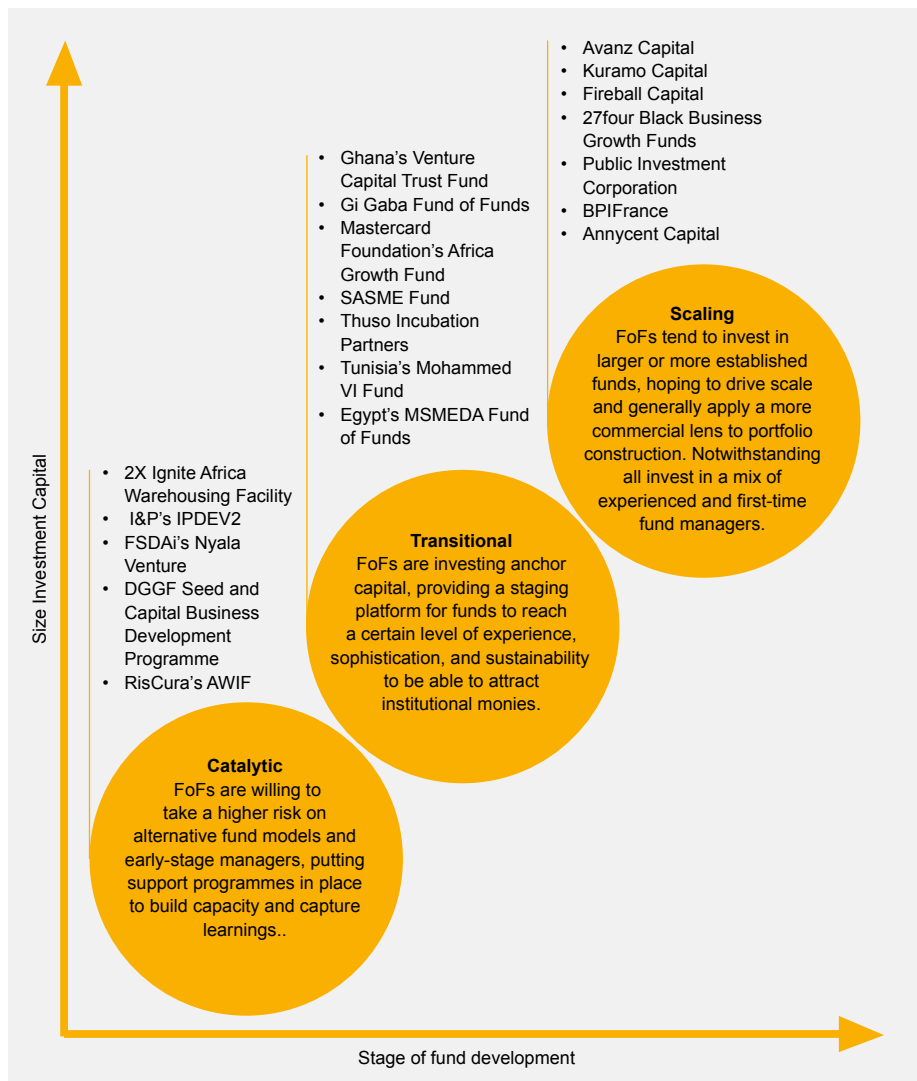 • Avanz Capital
• Kuramo Capital
• Fireball Capital
• 27four Black Business
Growth Funds
• Public Investment
Corporation
• BPIFrance
• Annycent Capital
• Ghana’s Venture
Capital Trust Fund
• Gi Gaba Fund of Funds
• Mastercard
Foundation’s Africa
Growth Fund
• SASME Fund
• Thuso Incubation
Partners
• Tunisia’s Mohammed
VI Fund
• Egypt’s MSMEDA Fund
of Funds
Scaling
FoFs tend to invest in
larger or more established
funds, hoping to drive scale
and generally apply a more
commercial lens to portfolio
construction. Notwithstanding
all invest in a mix of
experienced and first-time
fund managers.
• 2X Ignite Africa
Warehousing Facility
• I&P’s IPDEV2
• FSDAi’s Nyala
Venture
• DGGF Seed and
Capital Business
Development
Programme
• RisCura’s AWIF
Transitional
FoFs are investing anchor
capital, providing a staging
platform for funds to reach
a certain level of experience,
sophistication, and sustainability
to be able to attract
institutional monies.
Catalytic
FoFs are willing to
take a higher risk on
alternative fund models and
early-stage managers, putting
support programmes in place
to build capacity and capture
learnings..
Size Investment Capital
Stage of fund development